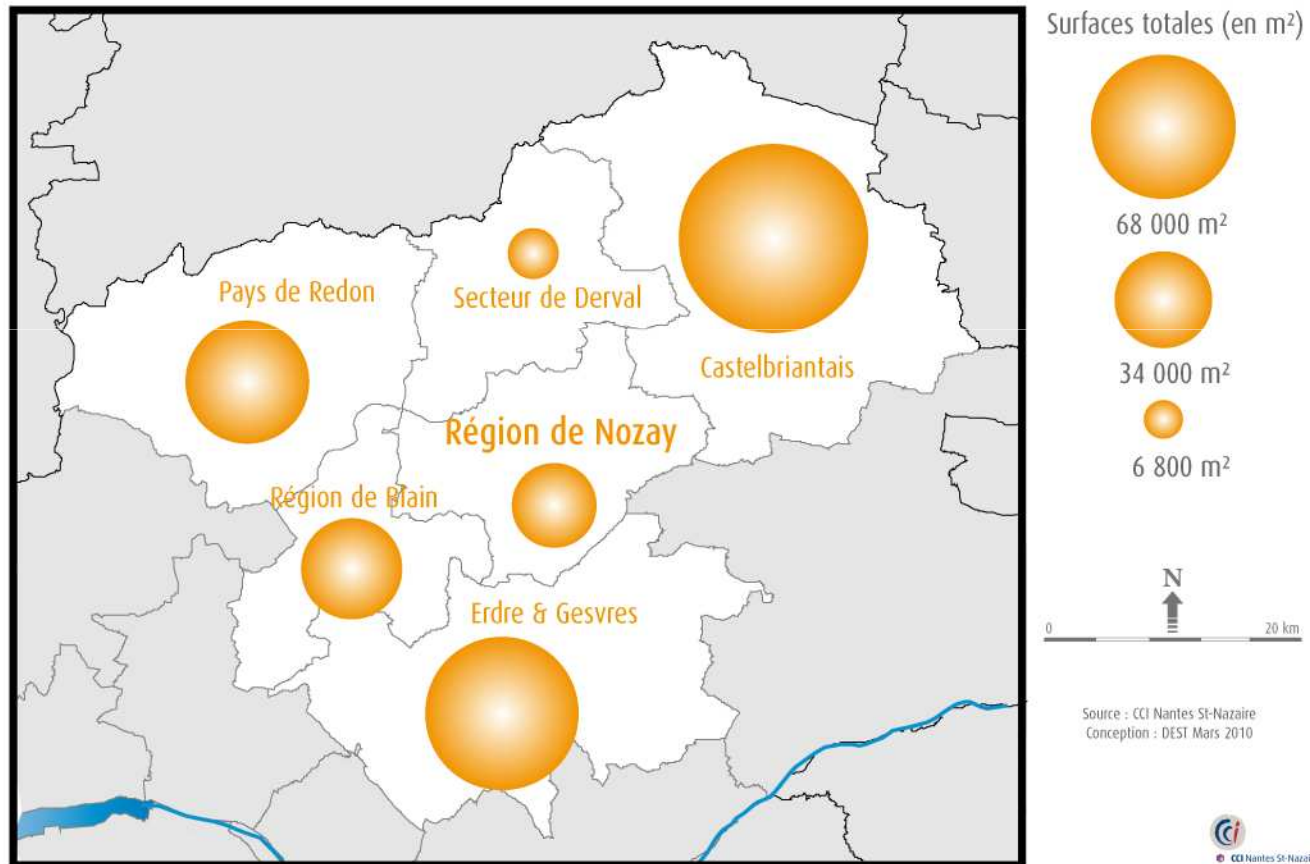 Surfaces totales (en m²)
68 000 m²
34 000 m²
6 800 m²
Pays de Redon
Secteur de Derval
Castelbriantais
Région de Nozay
Région de Blain
Erdre & Gesvres
N
0 20 km
Source : CCI Nantes St-Nazaire
Conception : DEST Mars 2010
CCi